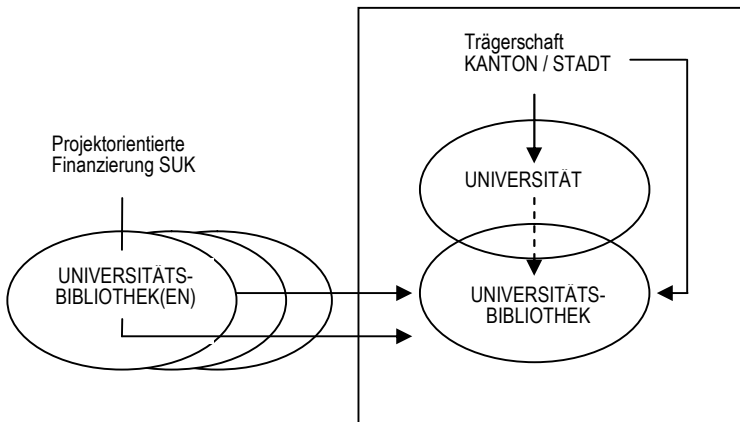 Trägerschaft
KANTON / STADT
Projektorientierte
Finanzierung SUK
UNIVERSITÄT
UNIVERSITÄTS-
BIBLIOTHEK(EN)
UNIVERSITÄTS-
BIBLIOTHEK